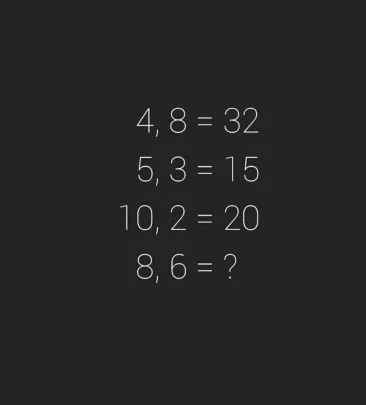 4, 8 = 32
5, 3 = 15
10, 2 = 20
8, 6 = ?